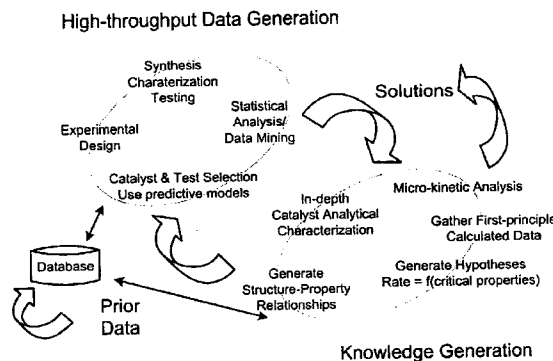 High-throughput Data Generation
Synthesis
Charaterization
Testing
Solutions
Statistical
Analysis/
Data Mining
Experimental
Design
Catalyst & Test Selection
Use predictive models
Micro-kinetic Analysis
In-depth
Catalyst Analytical
Characterization
Gather First-principle
Calculated Data
Database
Generate
Structure-Property
Relationships
Generate Hypotheses
Rate = f(critical properties)
Prior
Data
Knowledge Generation